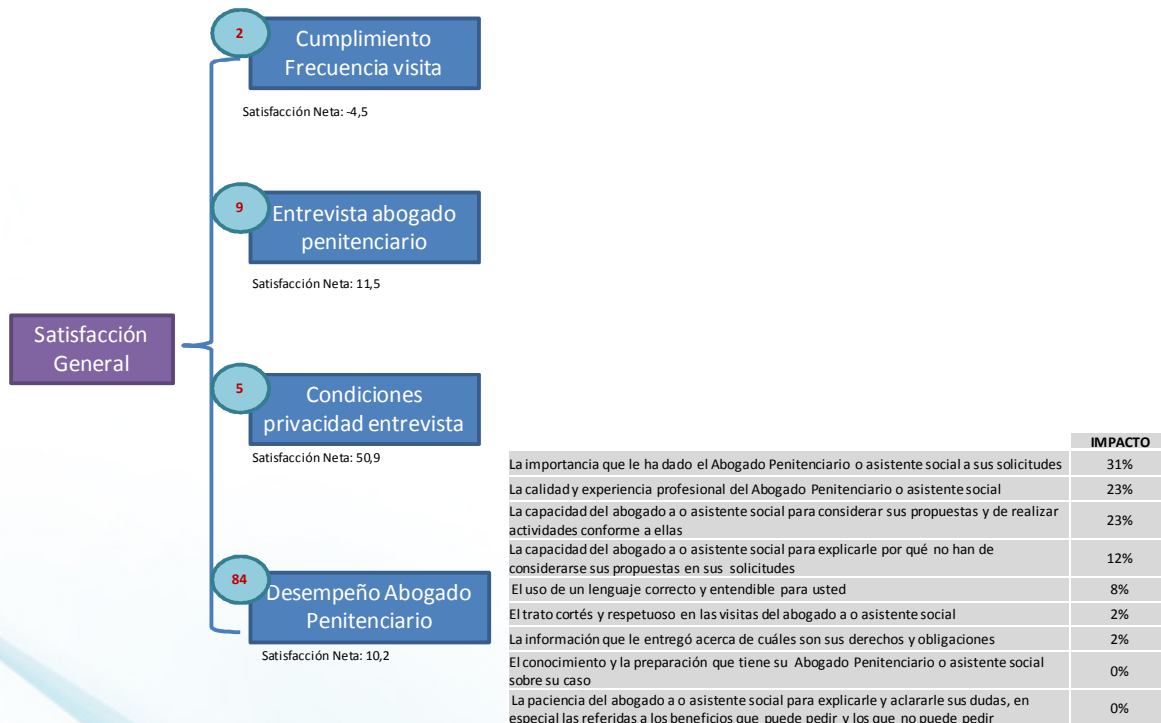 2
Cumplimiento
Frecuencia visita
Satisfacción Neta: -4,5
9
Entrevista abogado
penitenciario
Satisfacción Neta: 11,5
Satisfacción
General
5
Condiciones
privacidad entrevista
Satisfacción Neta: 50,9
84
Desempeño Abogado
Penitenciario
Satisfacción Neta: 10,2
IMPACTO
La importancia que le ha dado el Abogado Penitenciario o asistente social a sus solicitudes 31%
La calidad y experiencia profesional del Abogado Penitenciario o asistente social 23%
La capacidad del abogado a o asistente social para considerar sus propuestas y de realizar
actividades conforme a ellas 23%
La capacidad del abogado a o asistente social para explicarle por qué no han de
considerarse sus propuestas en sus solicitudes 12%
El uso de un lenguaje correcto y entendible para usted 8%
El trato cortés y respetuoso en las visitas del abogado a o asistente social 2%
La información que le entregó acerca de cuáles son sus derechos y obligaciones 2%
El conocimiento y la preparación que tiene su Abogado Penitenciario o asistente social
sobre su caso 0%
La paciencia del abogado a o asistente social para explicarle y aclararle sus dudas, en
especial las referidas a los beneficios que puede pedir y los que no puede pedir 0%